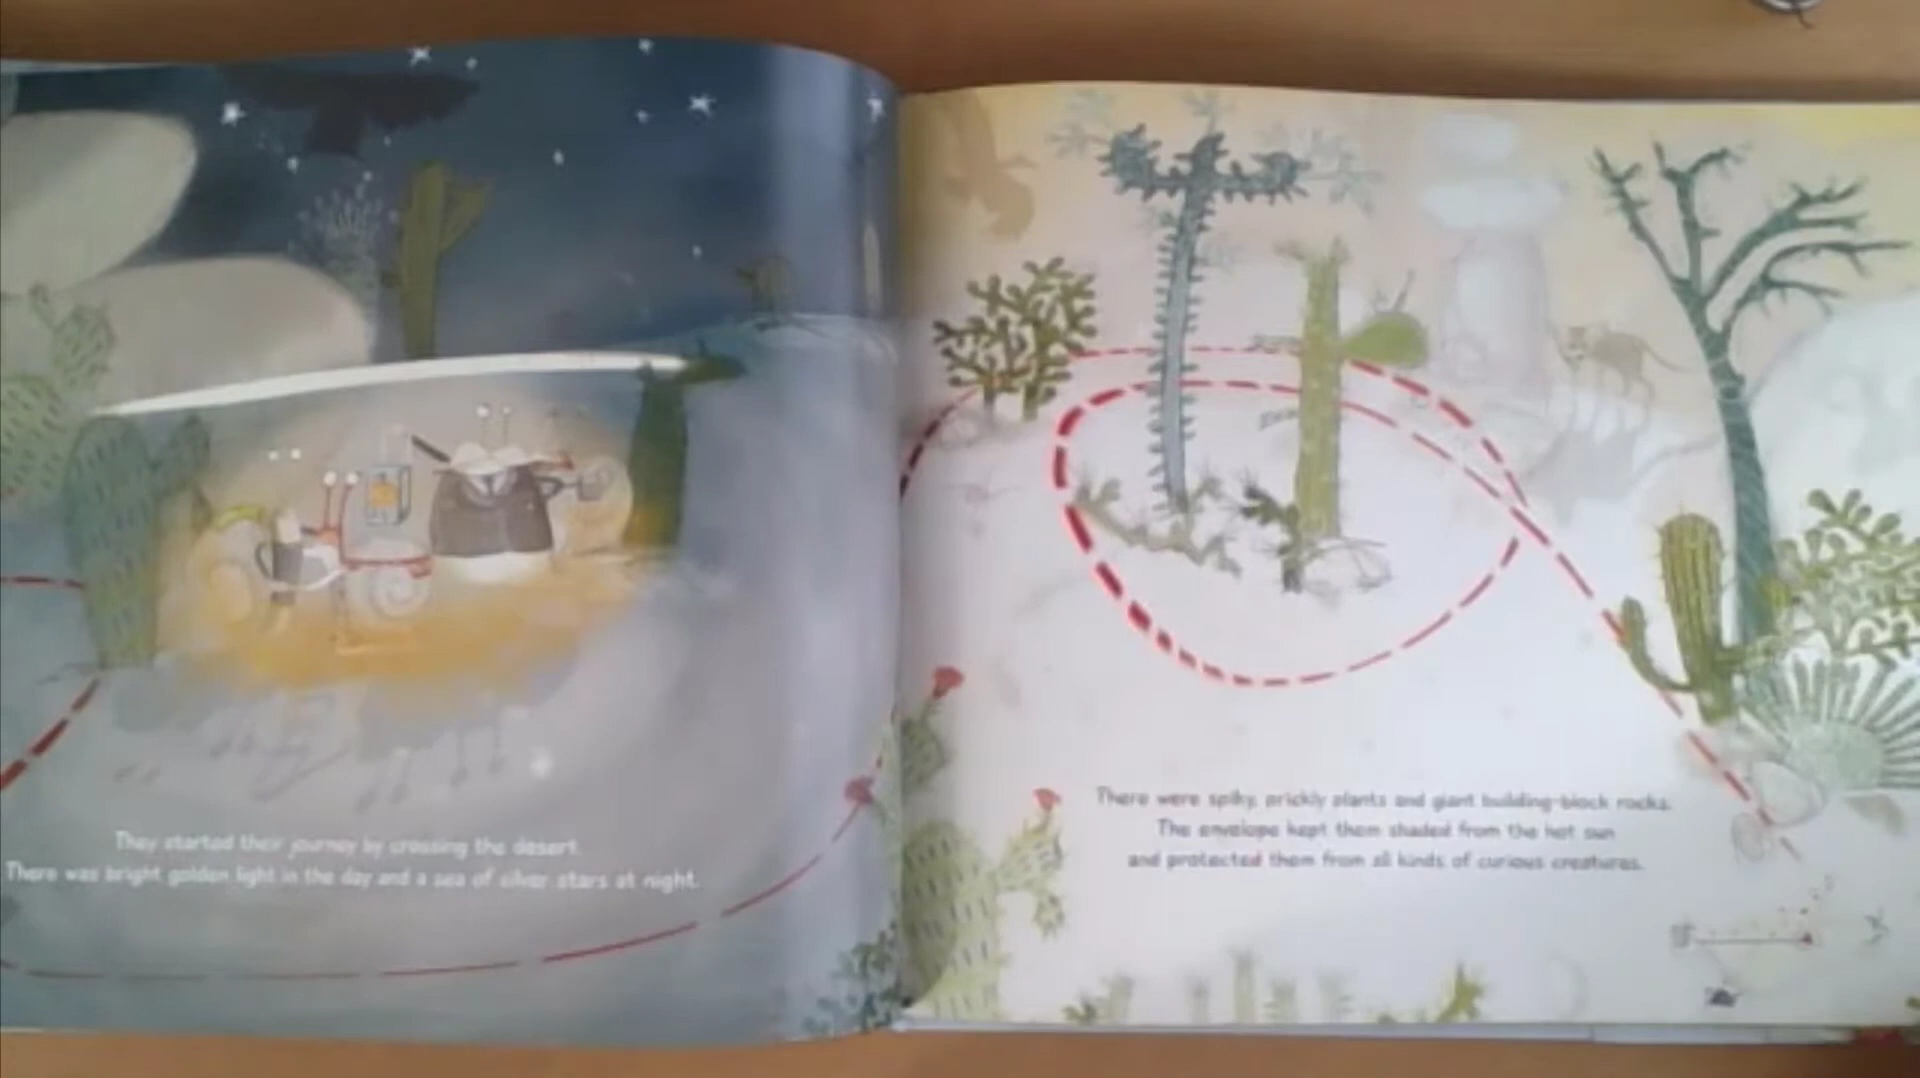 They started their journey by crossing the desert.
There was bright golden light in the day and a sea of silver stars at night.
There were spiky, prickly plants and giant building-block rocks.
The envelope kept them shaded from the hot sun
and protected them from all kinds of curious creatures.